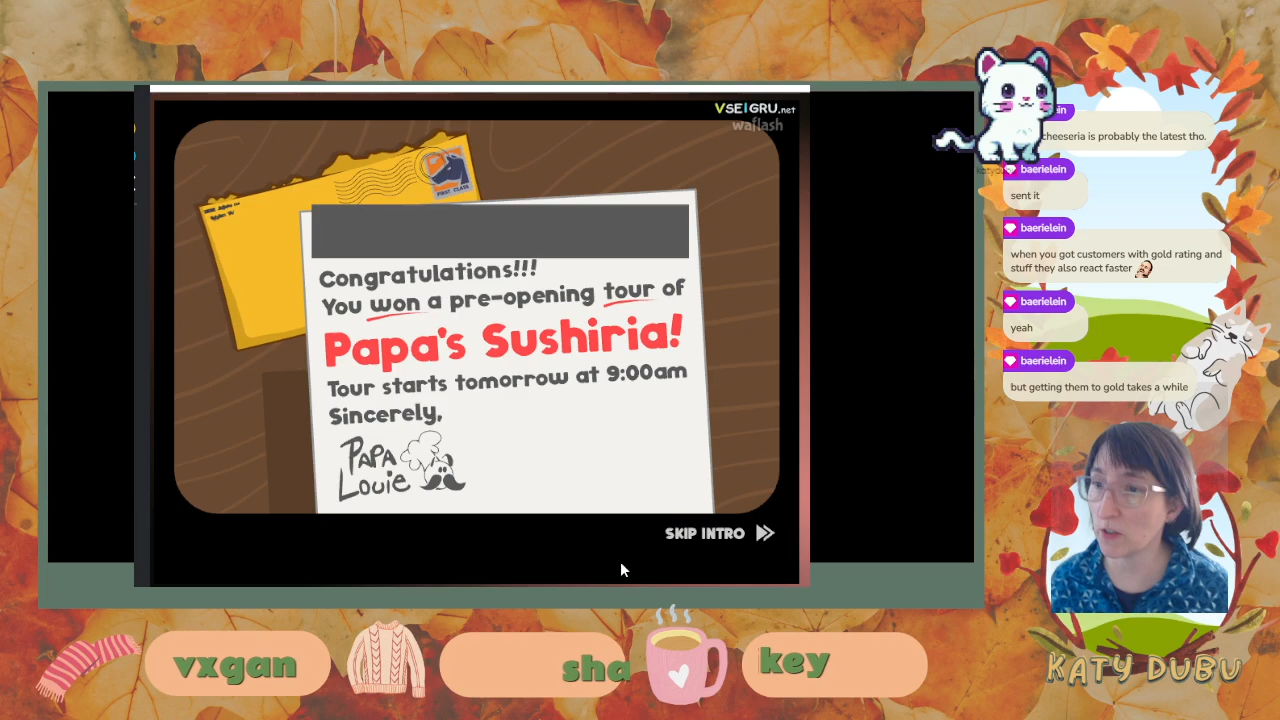 VSEIGRU.net
waflash
FIRST CLASS
Congratulations!!!
You won a pre-opening tour of
Papa's Sushiria!
Tour starts tomorrow at 9:00am
Sincerely,
PAPA
LOUiE
SKIP INTRO
cheeseria is probably the latest tho.
baerielein
sent it
baerielein
when you got customers with gold rating and
stuff they also react faster
baerielein
yeah
baerielein
but getting them to gold takes a while
vxgan
sha
key
KATY DUBU